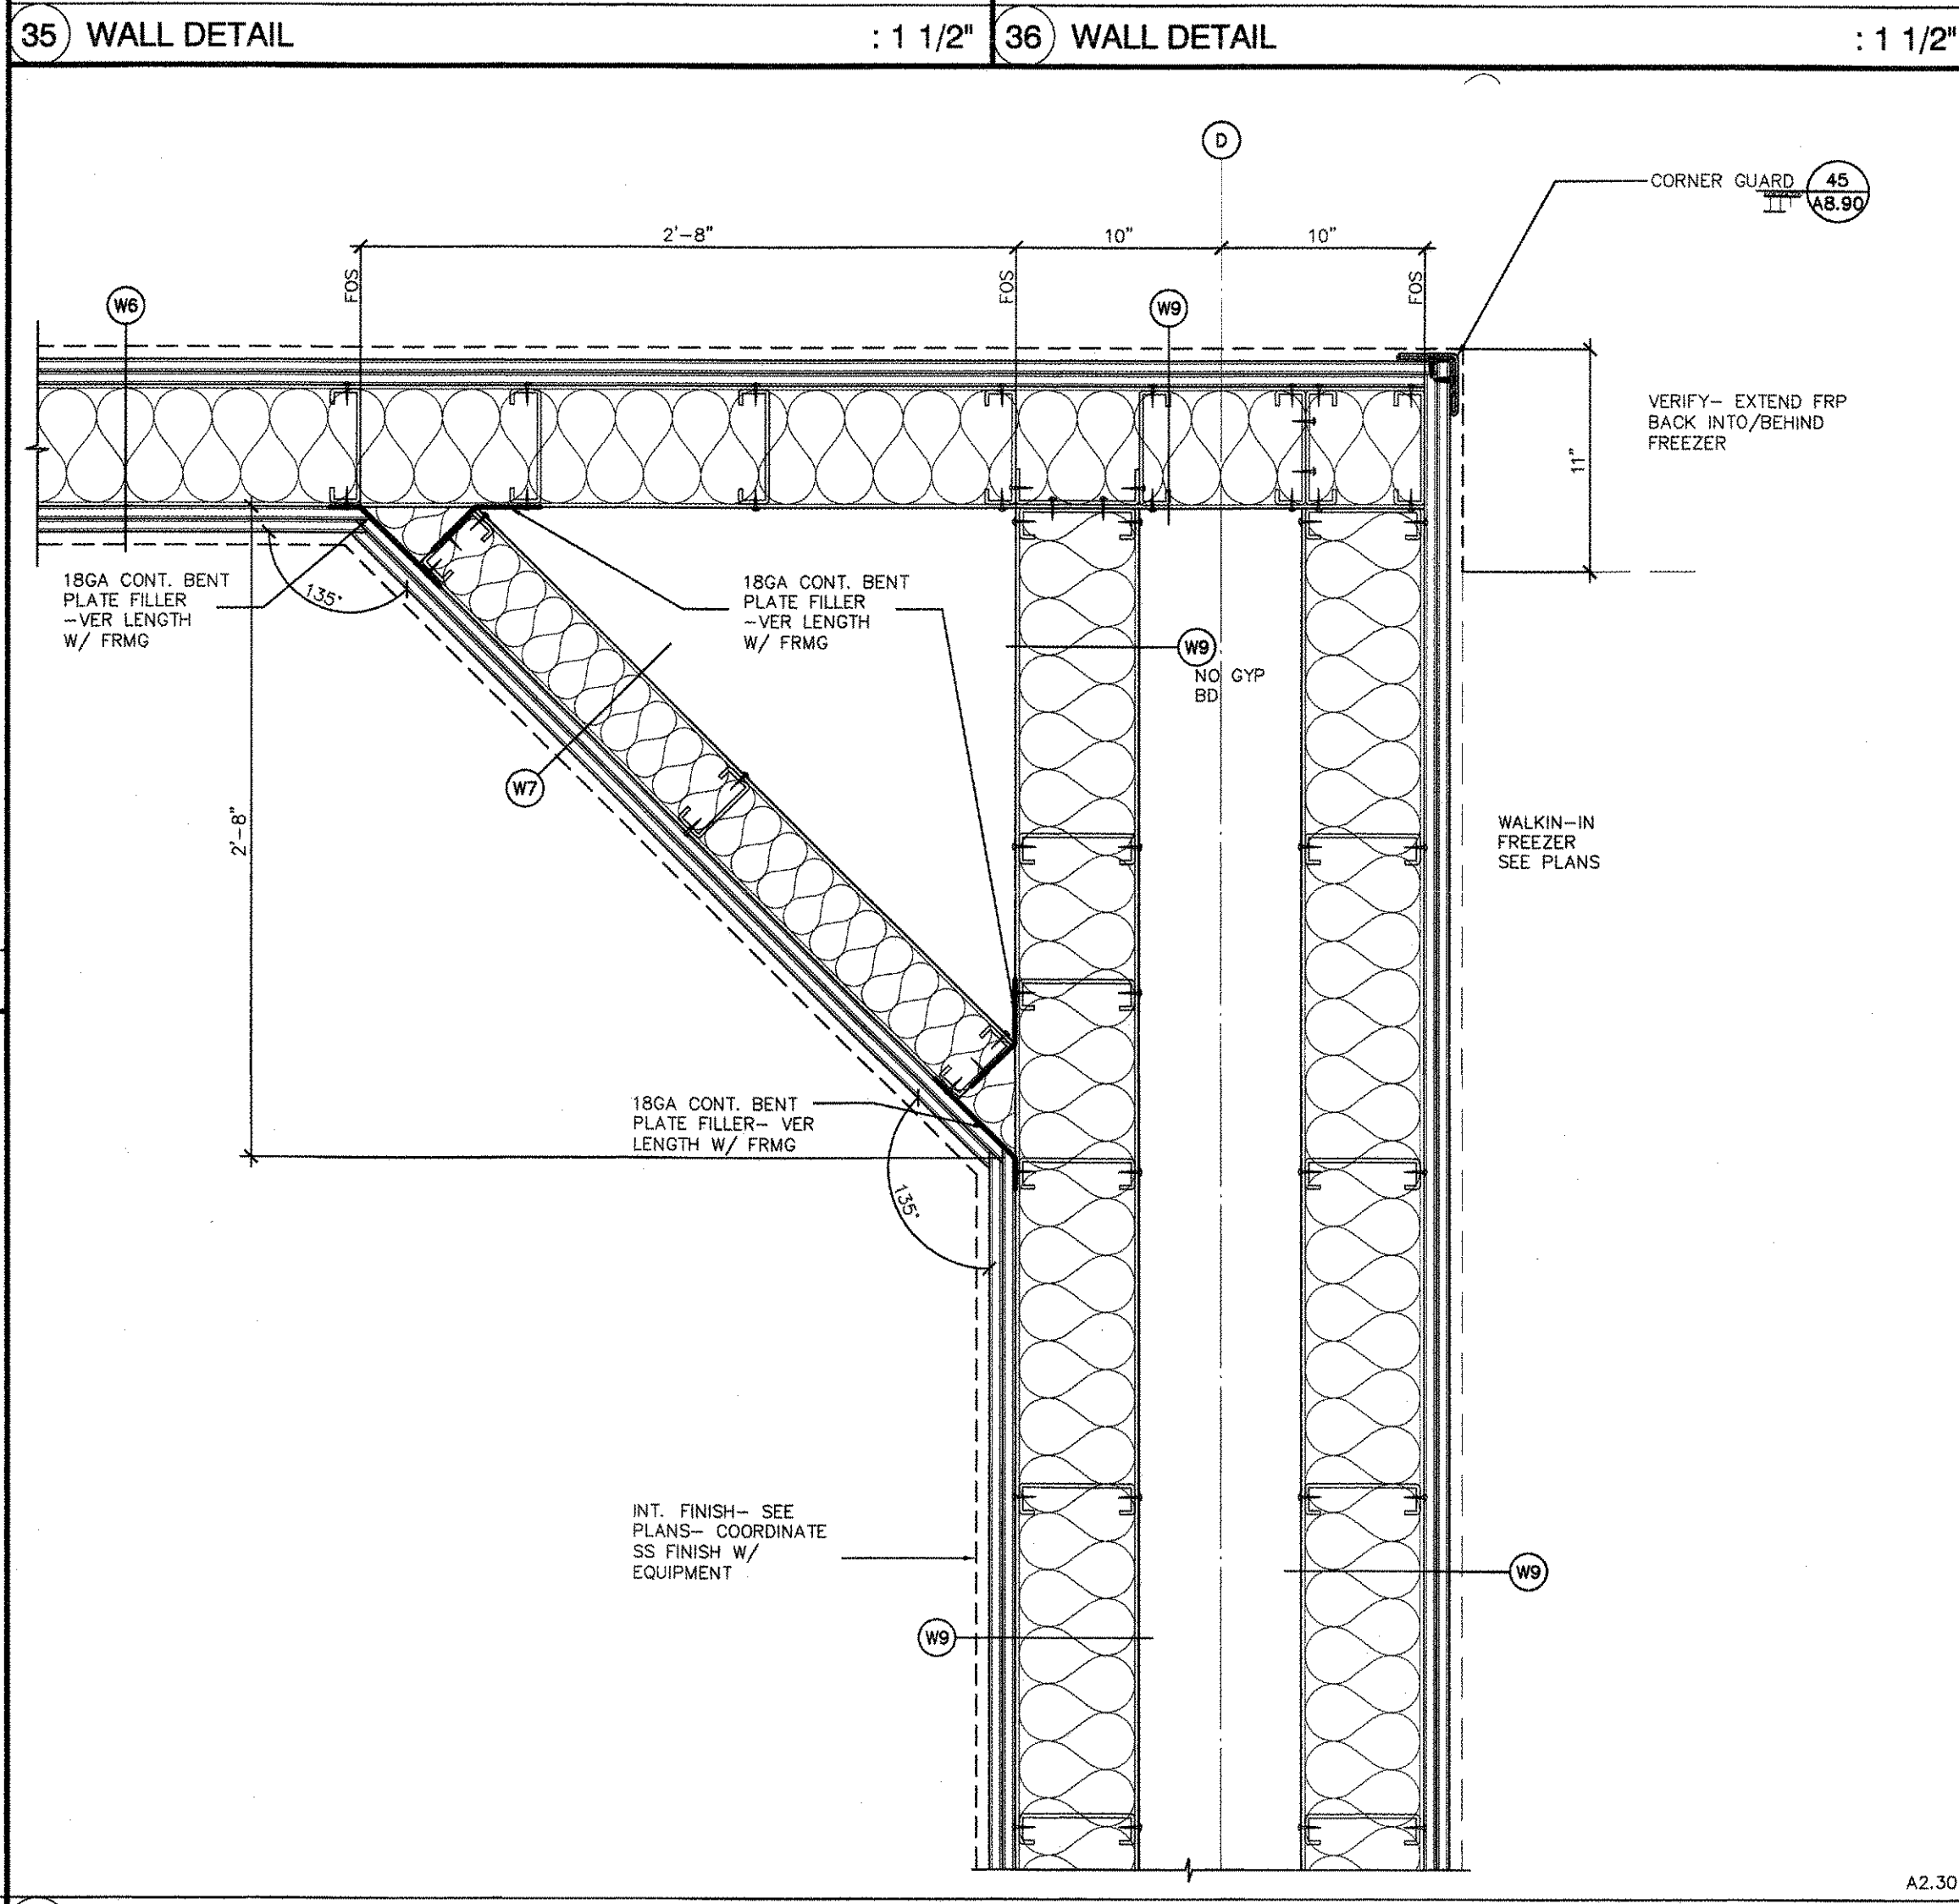 35 WALL DETAIL : 1 1/2"
36 WALL DETAIL : 1 1/2"
D
CORNER GUARD
45
A8.90
2'-8"
10"
10"
FOS
FOS
FOS
W6
W9
VERIFY- EXTEND FRP
BACK INTO/BEHIND
FREEZER
11"
18GA CONT. BENT
PLATE FILLER
-VER LENGTH
W/ FRMG
135°
18GA CONT. BENT
PLATE FILLER
-VER LENGTH
W/ FRMG
W9
NO GYP
BD
W7
2'-8"
WALKIN-IN
FREEZER
SEE PLANS
18GA CONT. BENT
PLATE FILLER- VER
LENGTH W/ FRMG
135°
INT. FINISH- SEE
PLANS- COORDINATE
SS FINISH W/
EQUIPMENT
W9
W9
A2.30